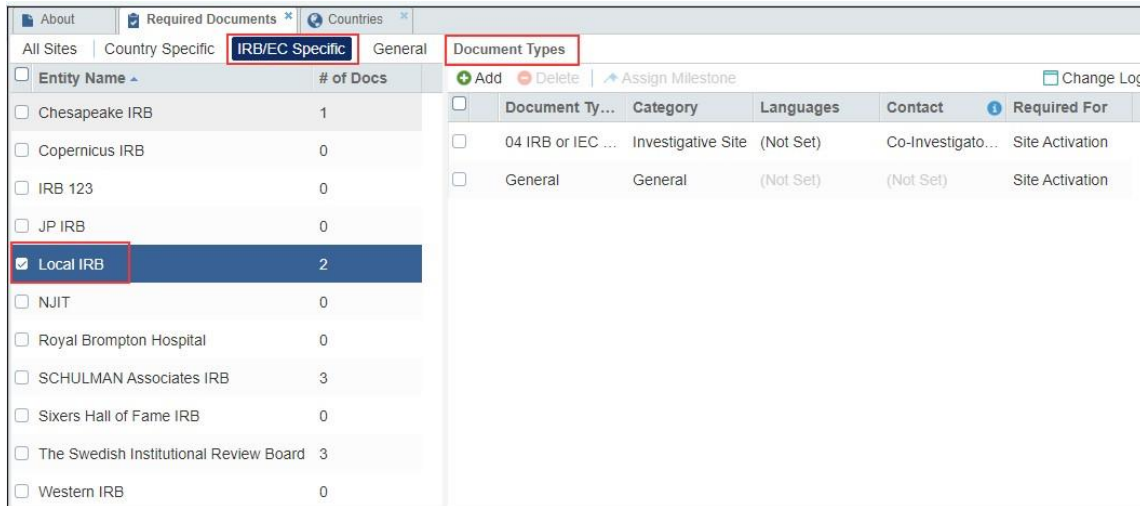 About Required Documents Countries
All Sites Country Specific IRB/EC Specific General Document Types
Entity Name # of Docs Add Delete Assign Milestone Change Log
Document Ty... Category Languages Contact Required For
Chesapeake IRB 1
04 IRB or IEC ... Investigative Site (Not Set) Co-Investigato... Site Activation
Copernicus IRB 0
General General (Not Set) (Not Set) Site Activation
IRB 123 0
JP IRB 0
Local IRB 2
NJIT 0
Royal Brompton Hospital 0
SCHULMAN Associates IRB 3
Sixers Hall of Fame IRB 0
The Swedish Institutional Review Board 3
Western IRB 0